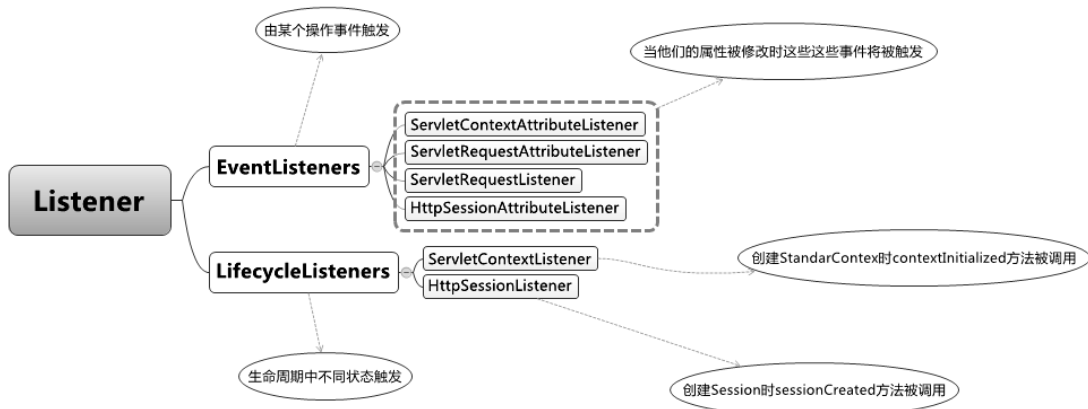 由某个操作事件触发
当他们的属性被修改时这些这些事件将被触发
ServletContextAttributeListener
ServletRequestAttributeListener
EventListeners
ServletRequestListener
HttpSessionAttributeListener
Listener
ServletContextListener
LifecycleListeners
HttpSessionListener
创建StandarContex时contextInitialized方法被调用
生命周期中不同状态触发
创建Session时sessionCreated方法被调用